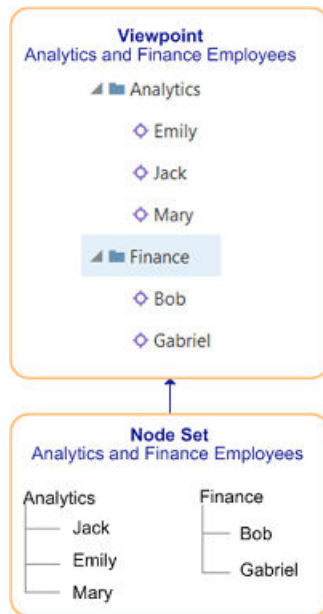 Viewpoint
Analytics and Finance Employees
Analytics
Emily
Jack
Mary
Finance
Bob
Gabriel
Node Set
Analytics and Finance Employees
Analytics
Jack
Emily
Mary
Finance
Bob
Gabriel